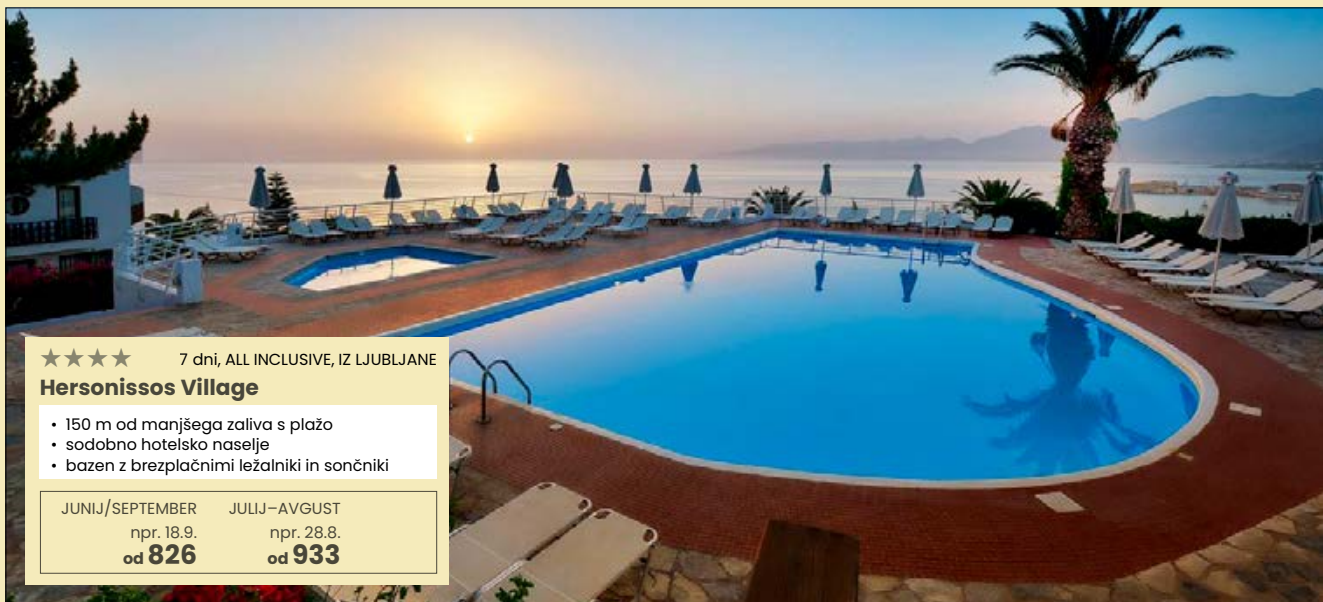 ★★★★ 7 dni, ALL INCLUSIVE, IZ LJUBLJANE
Hersonissos Village
• 150 m od manjšega zaliva s plažo
• sodobno hotelsko naselje
• bazen z brezplačnimi ležalniki in sončniki
JUNIJ/SEPTEMBER JULIJ–AVGUST
npr. 18.9. npr. 28.8.
od 826 od 933